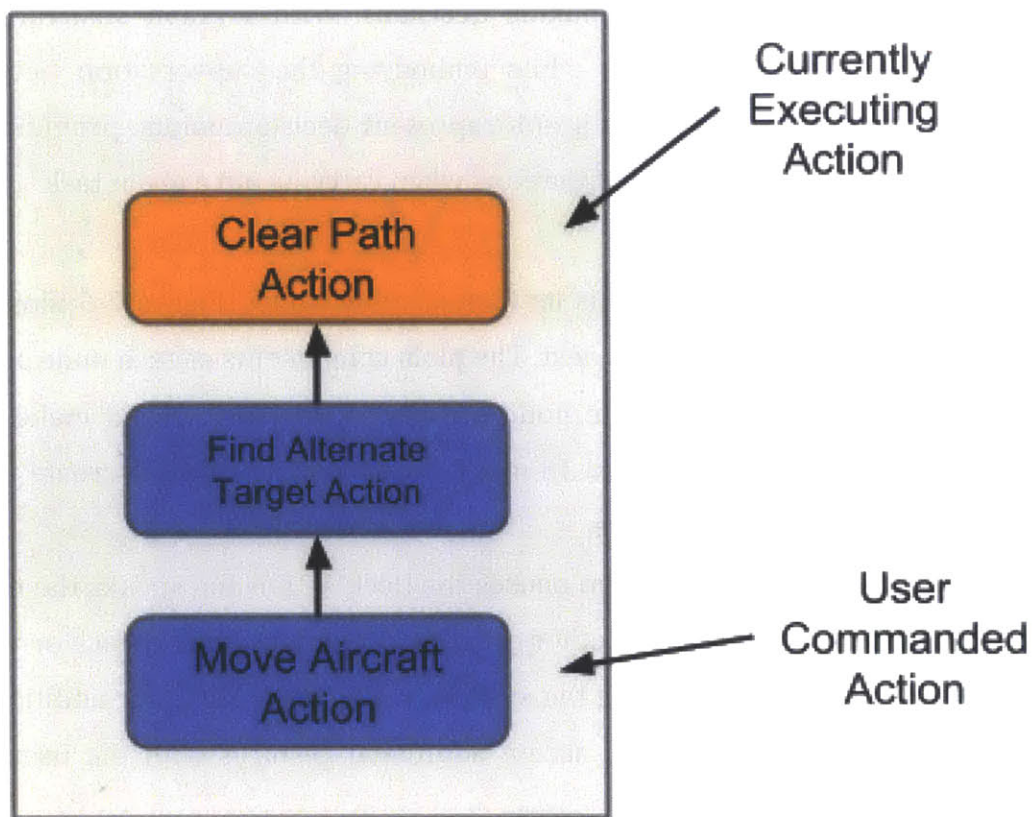 Currently
Executing
Action
Clear Path
Action
Find Alternate
Target Action
Move Aircraft
Action
User
Commanded
Action